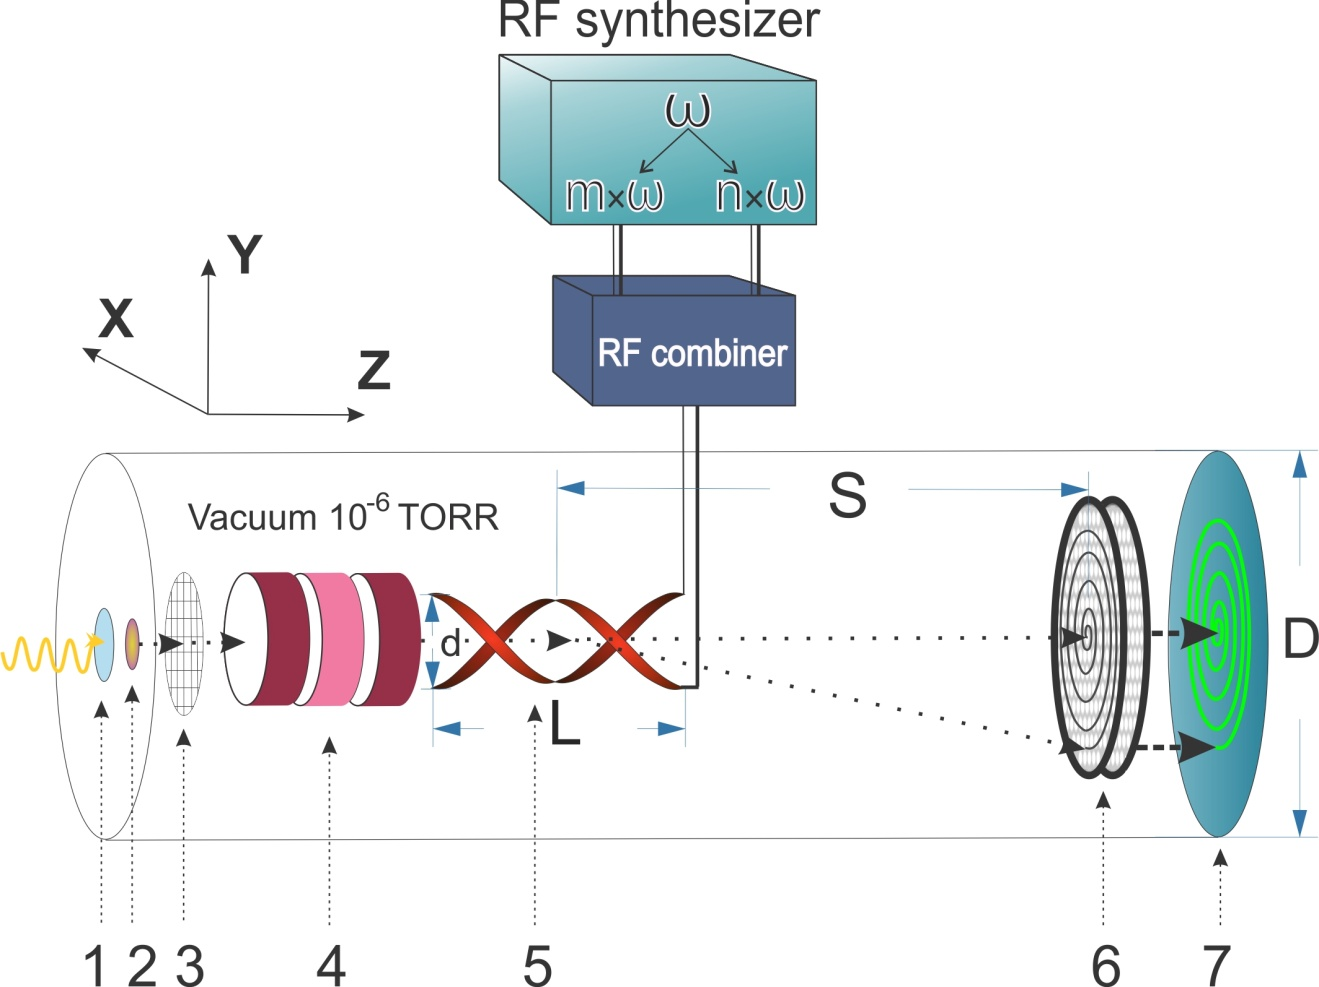 RF synthesizer
ω
m×ω n×ω
RF combiner
Y
X
Z
S
Vacuum 10⁻⁶ TORR
d
D
L
1 2 3 4 5 6 7